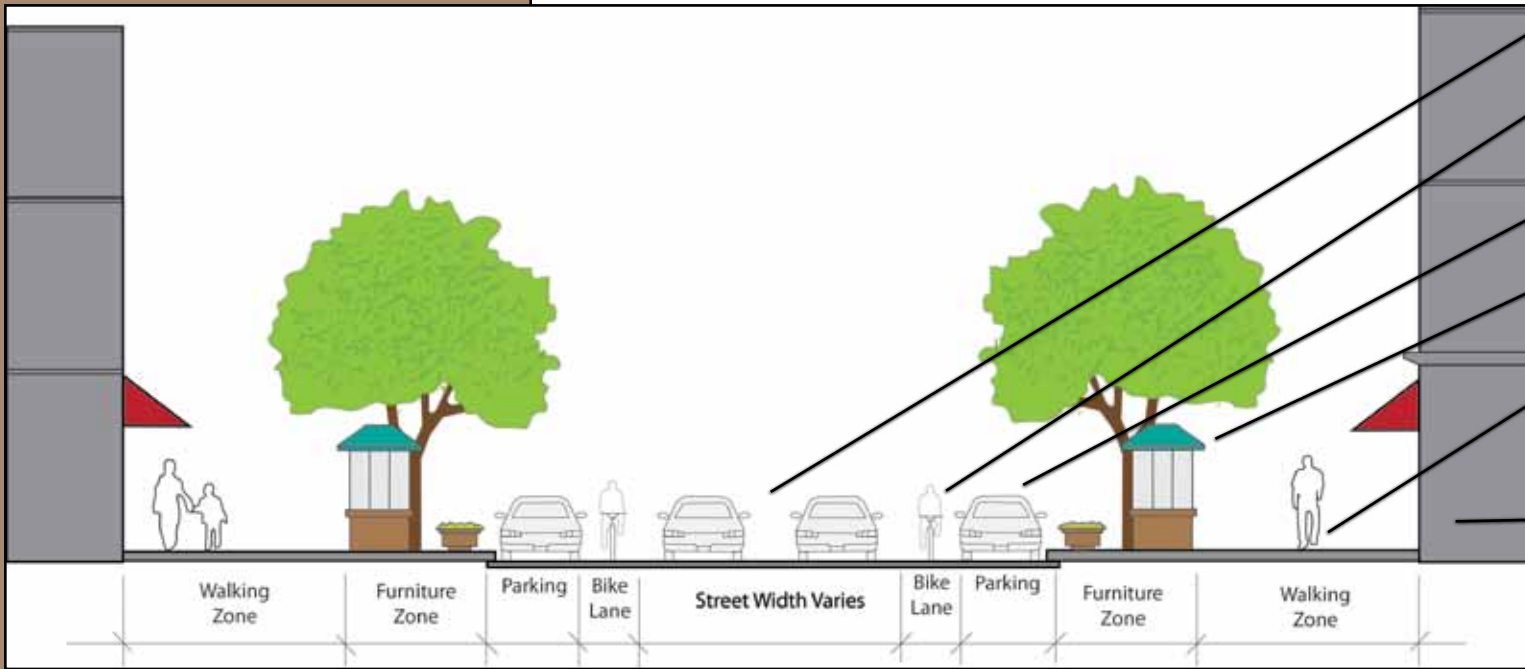 Walking
Zone
Furniture
Zone
Parking
Bike
Lane
Street Width Varies
Bike
Lane
Parking
Furniture
Zone
Walking
Zone